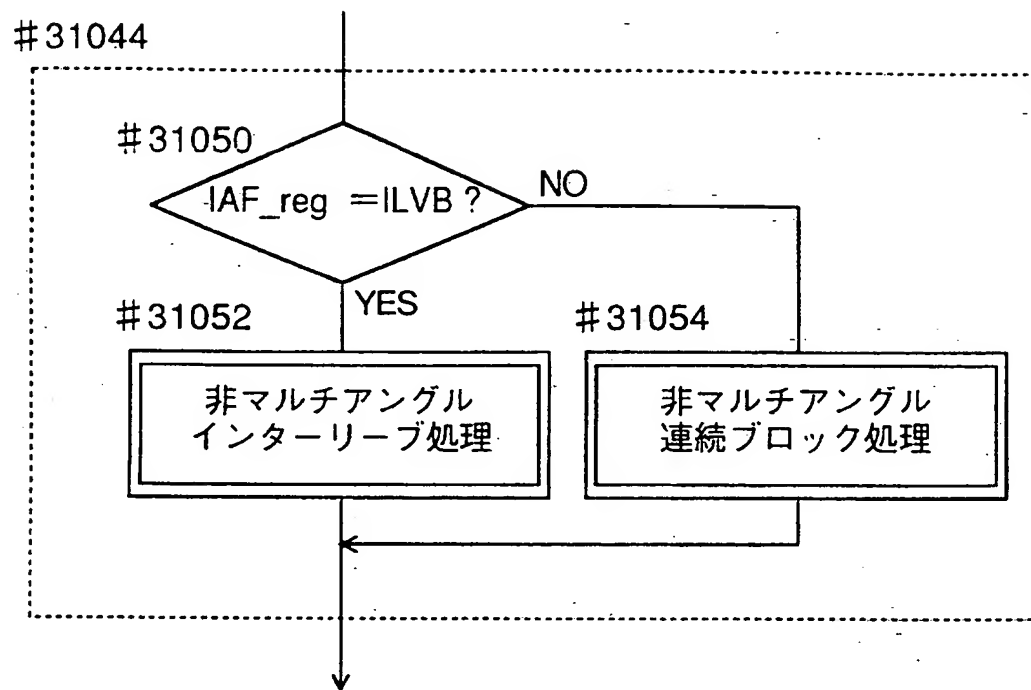 #31044
#31050
IAF_reg =ILVB ?
NO
YES
#31052
#31054
非マルチアングル
インターリーブ処理
非マルチアングル
連続ブロック処理